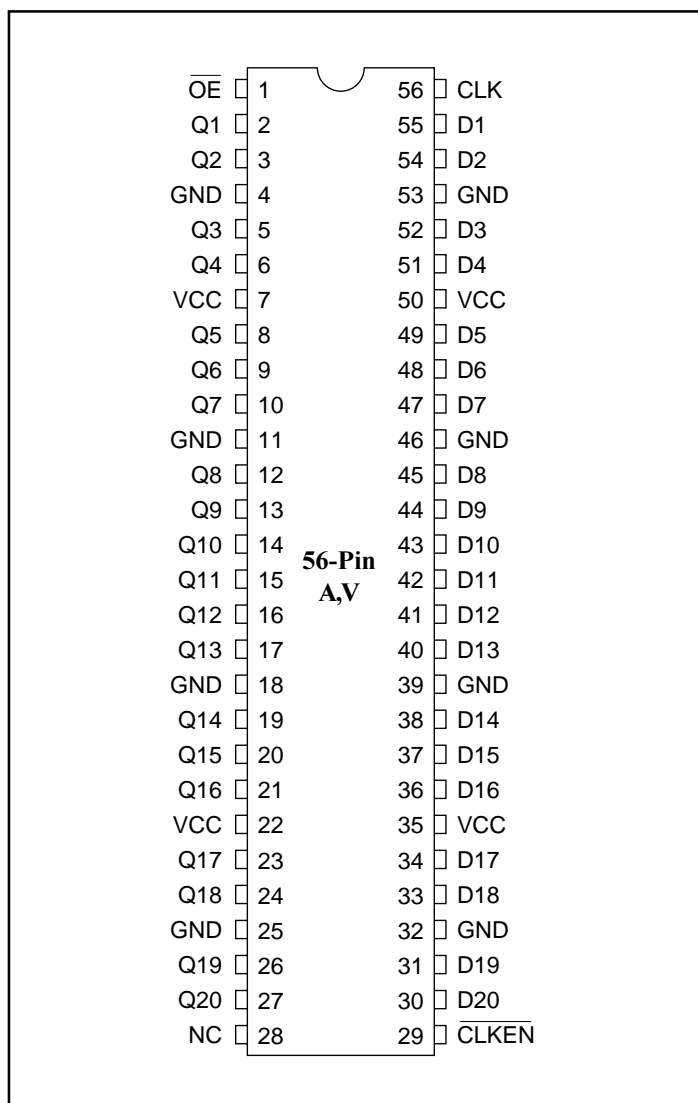 O̅E̅ 1 56 CLK
Q1 2 55 D1
Q2 3 54 D2
GND 4 53 GND
Q3 5 52 D3
Q4 6 51 D4
VCC 7 50 VCC
Q5 8 49 D5
Q6 9 48 D6
Q7 10 47 D7
GND 11 46 GND
Q8 12 45 D8
Q9 13 44 D9
Q10 14 43 D10
56-Pin
Q11 15 42 D11
A,V
Q12 16 41 D12
Q13 17 40 D13
GND 18 39 GND
Q14 19 38 D14
Q15 20 37 D15
Q16 21 36 D16
VCC 22 35 VCC
Q17 23 34 D17
Q18 24 33 D18
GND 25 32 GND
Q19 26 31 D19
Q20 27 30 D20
NC 28 29 C̅L̅K̅E̅N̅